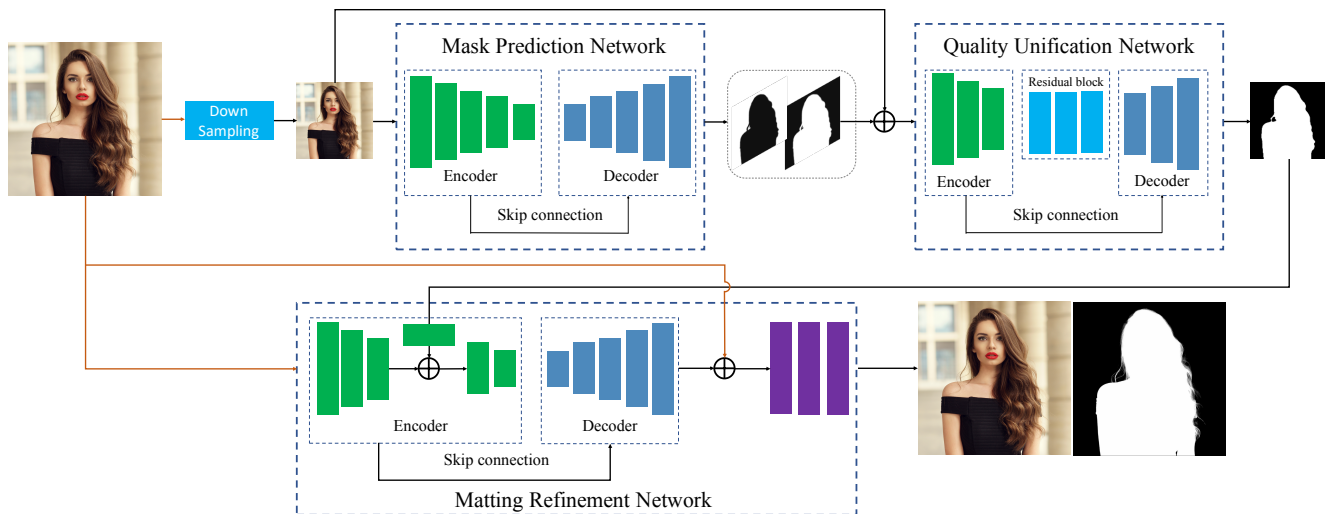 Mask Prediction Network
Quality Unification Network
Down
Sampling
Residual block
Encoder
Decoder
Encoder
Decoder
Skip connection
Skip connection
Encoder
Decoder
Skip connection
Matting Refinement Network